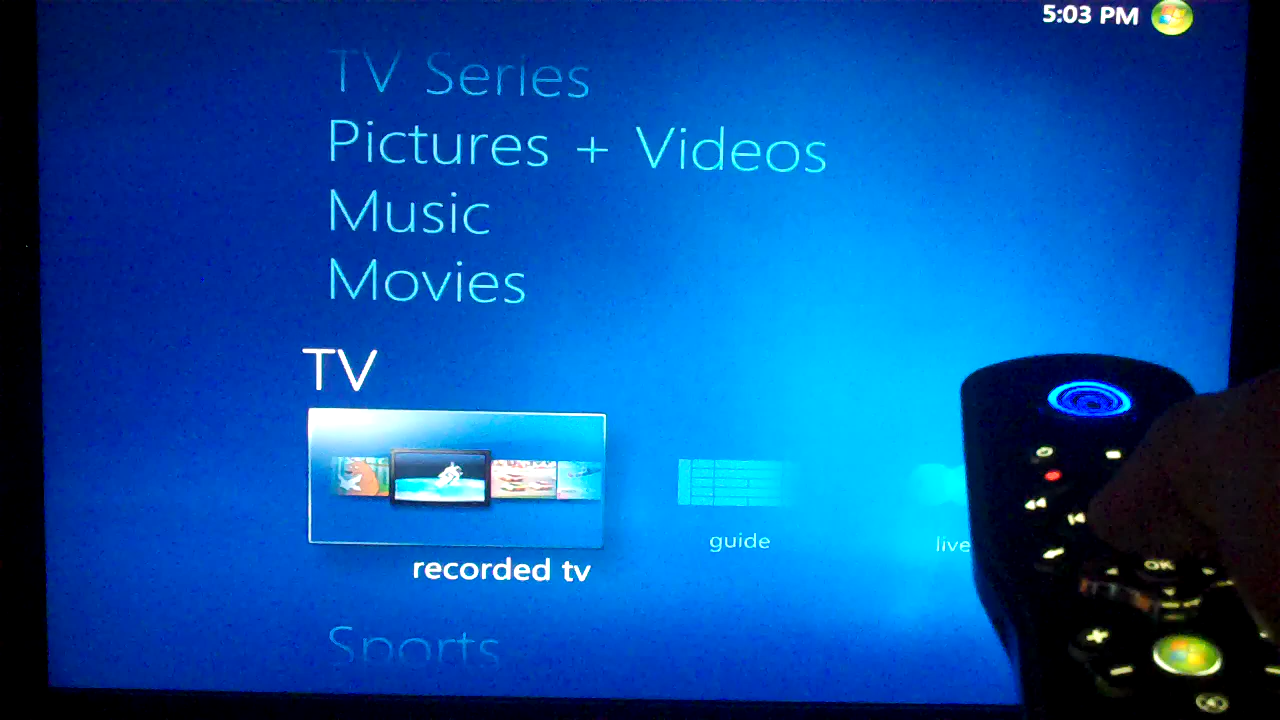 5:03 PM
TV Series
Pictures + Videos
Music
Movies
TV
recorded tv
guide
live
Sports
OK